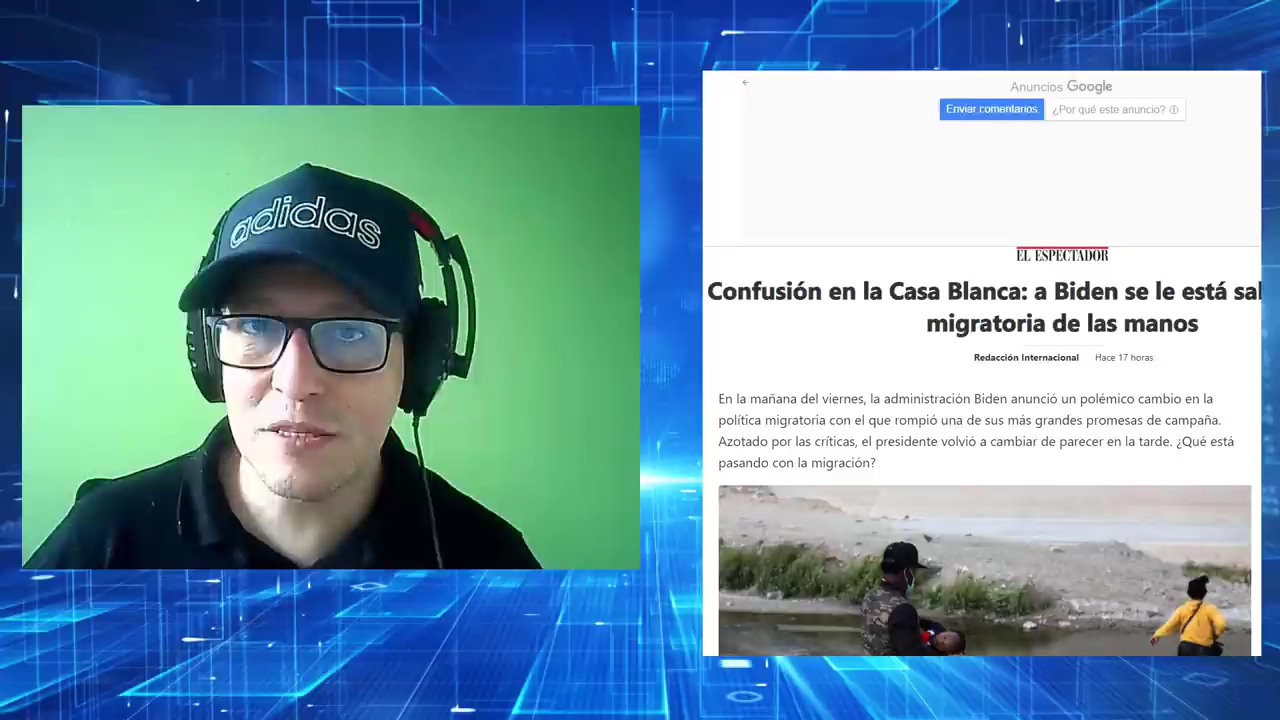 adidas
Anuncios Google
Enviar comentarios
¿Por qué este anuncio?
EL ESPECTADOR
Confusión en la Casa Blanca: a Biden se le está
migratoria de las manos
Redacción Internacional Hace 17 horas
En la mañana del viernes, la administración Biden anunció un polémico cambio en la
política migratoria con el que rompió una de sus más grandes promesas de campaña.
Azotado por las críticas, el presidente volvió a cambiar de parecer en la tarde. ¿Qué está
pasando con la migración?